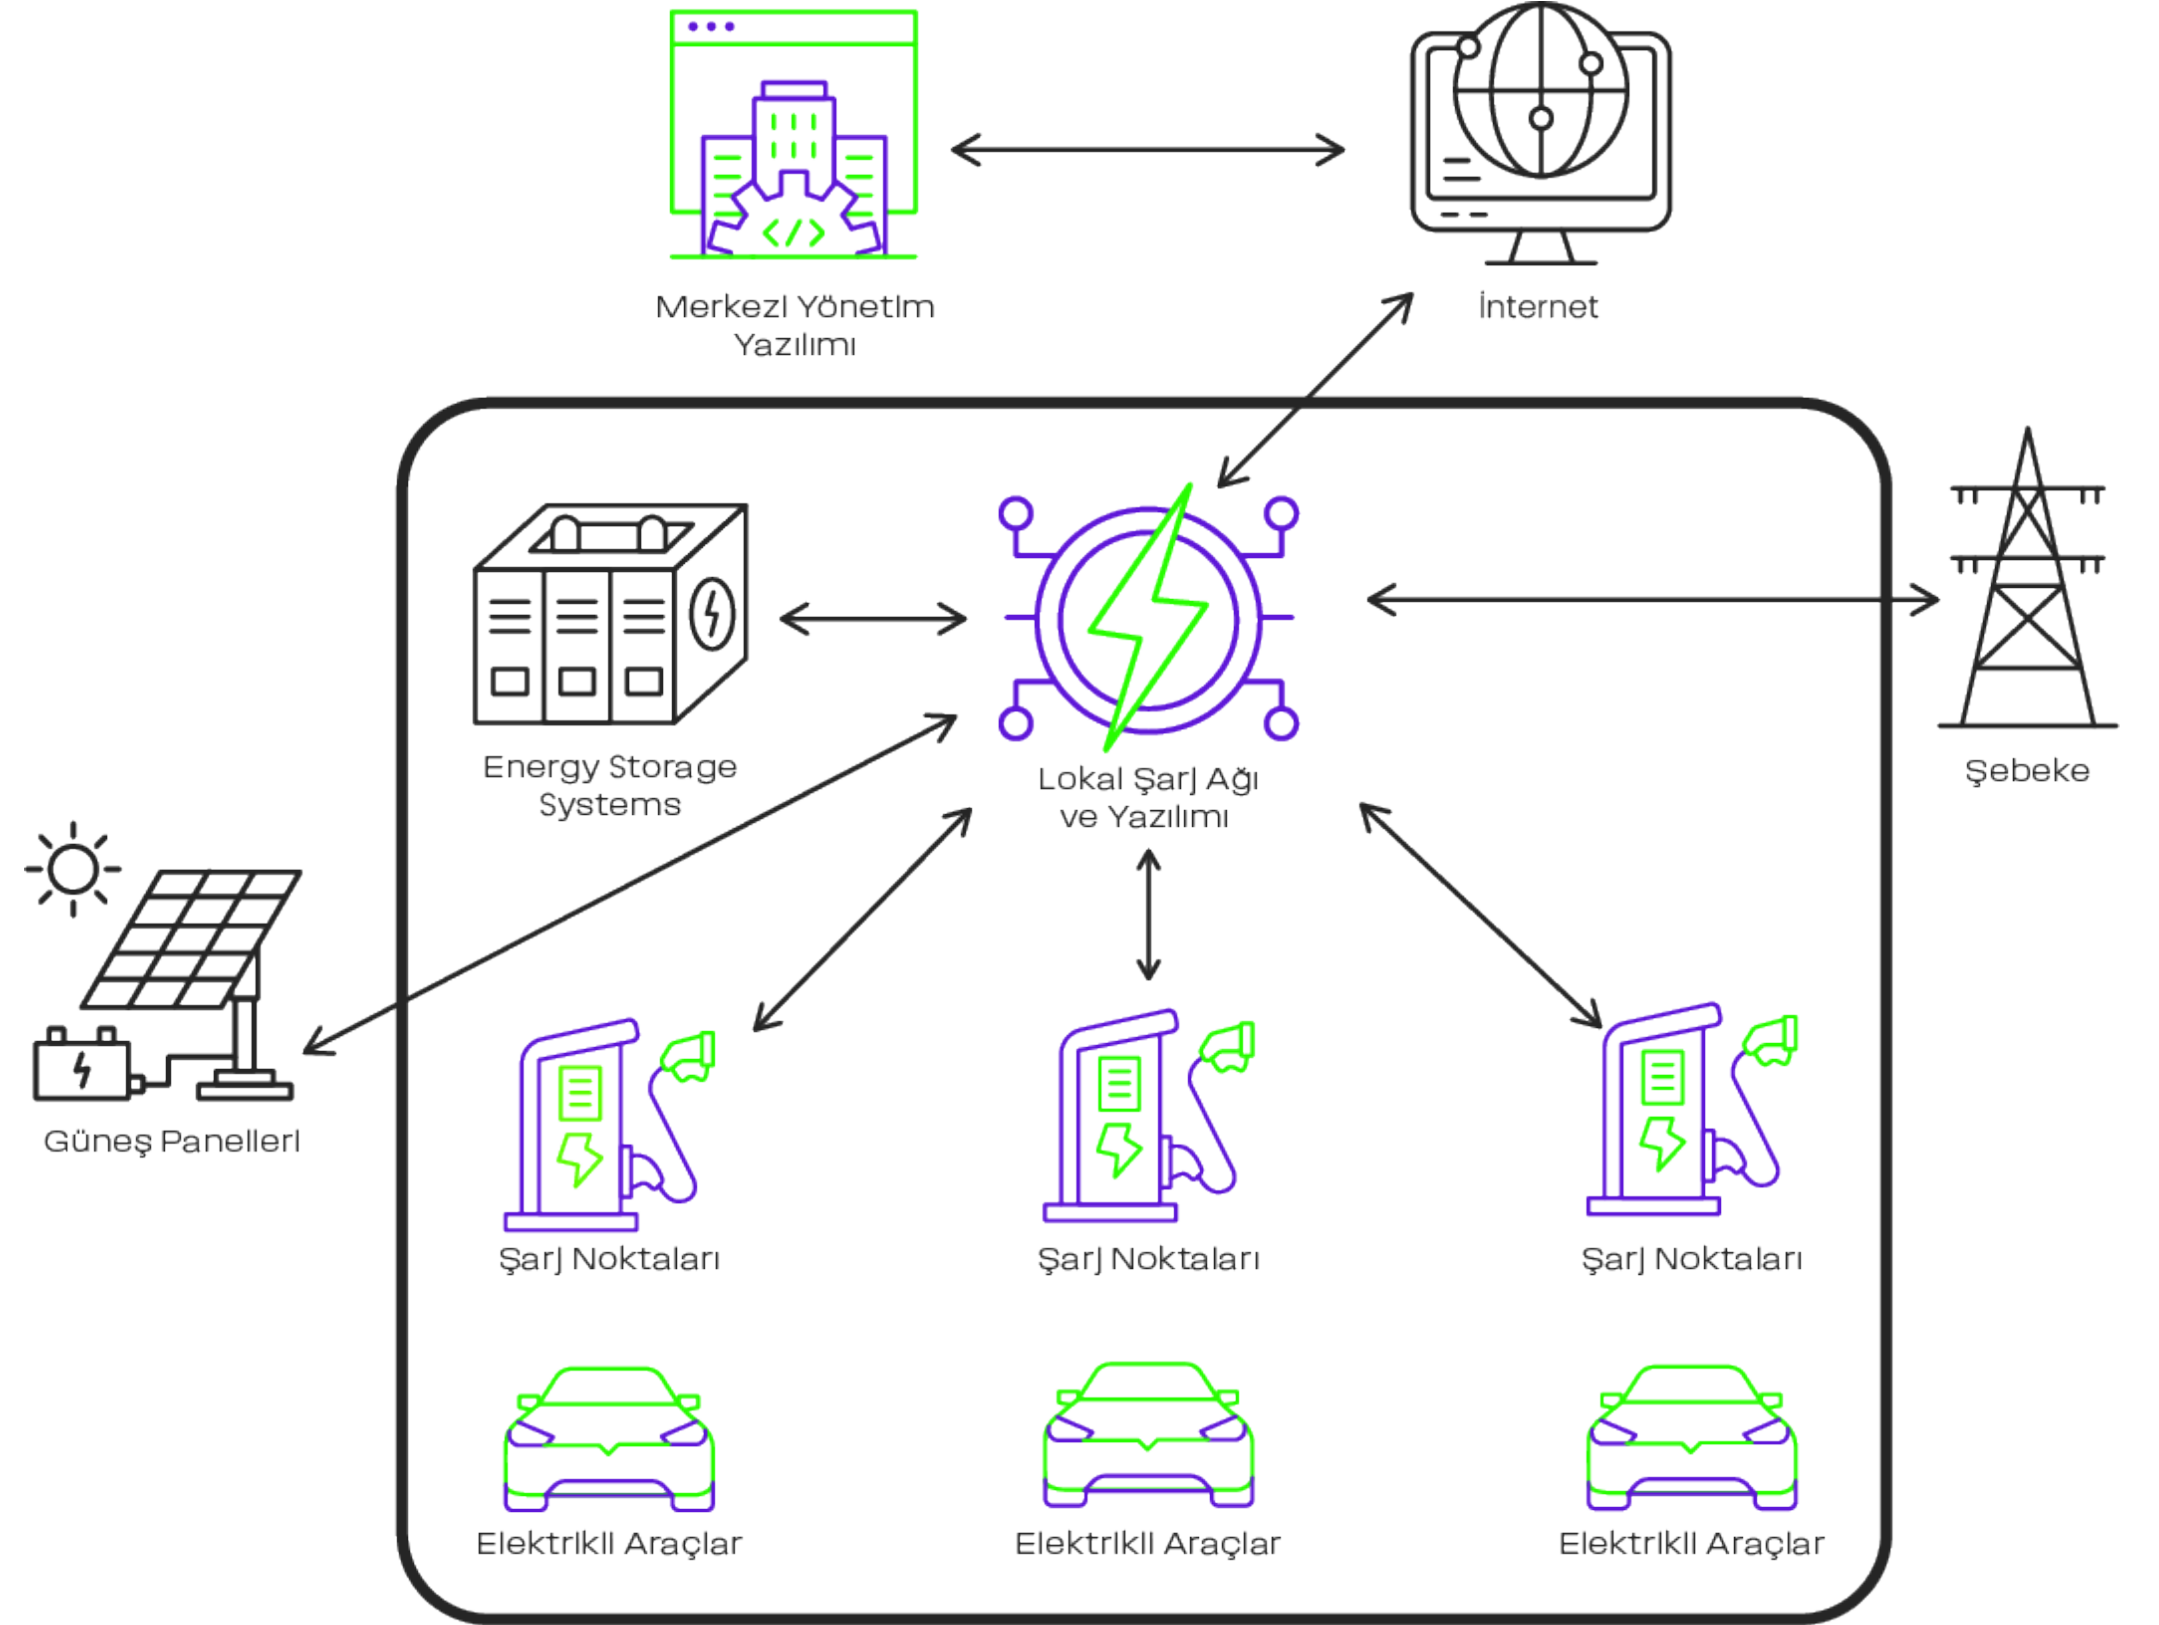 Merkezi Yönetim
Yazılımı
İnternet
Energy Storage
Systems
Lokal Şarj Ağı
ve Yazılımı
Şebeke
Güneş Panelleri
Şarj Noktaları
Şarj Noktaları
Şarj Noktaları
Elektrikli Araçlar
Elektrikli Araçlar
Elektrikli Araçlar